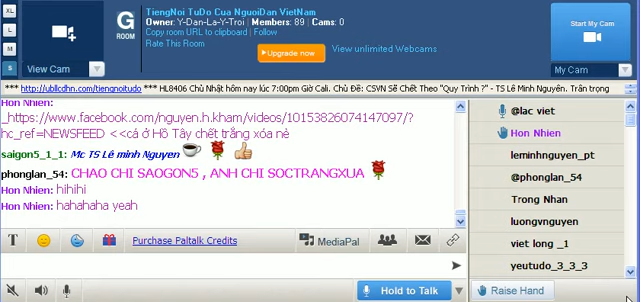 XL
L
M
S
View Cam
G
ROOM
TiengNoi TuDo Cua NguoiDan VietNam
Owner: Y-Dan-La-Y-Troi | Members: 89 | Cams: 0
Copy room URL to clipboard | Follow
Rate This Room
Upgrade now
View unlimited Webcams
Start My Cam
My Cam
*** http://ubllcdhn.com/tiengnoitudo *** HL8406 Chủ Nhật hôm nay lúc 7:00pm Giờ Cali. Chủ Đề: CSVN Sẽ Chết Theo "Quy Trình ?" - TS Lê Minh Nguyên. Trân trọng
Hon Nhien:
_https://www.facebook.com/nguyen.h.kham/videos/10153826074147097/?
hc_ref=NEWSFEED <<cá ở Hồ Tây chết trắng xóa nè
saigon5_1_1: Mc TS Lê minh Nguyen
phonglan_54: CHAO CHI SAOGON5 , ANH CHI SOCTRANGXUA
Hon Nhien: hihihi
Hon Nhien: hahahaha yeah
@lac viet
Hon Nhien
leminhnguyen_pt
@phonglan_54
Trong Nhan
luongvnguyen
viet long _1
yeutudo_3_3_3
T
Purchase Paltalk Credits
MediaPal
Hold to Talk
Raise Hand